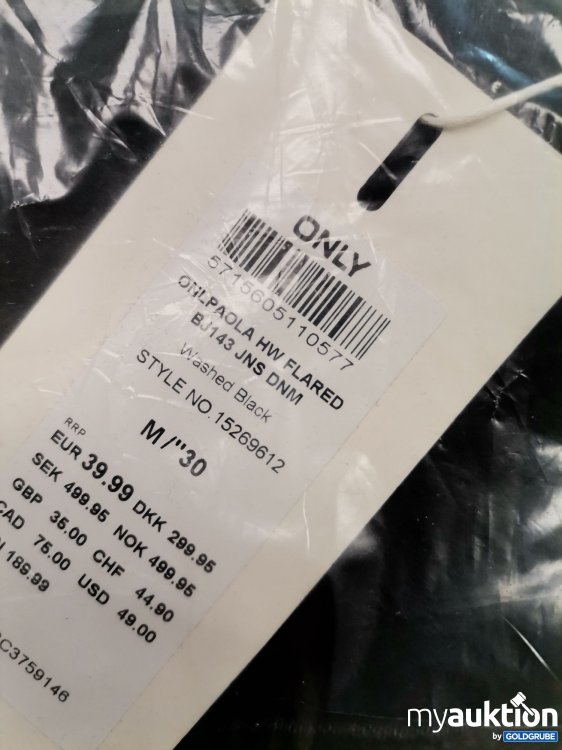 ONLY
5715605110577
ONLPAOLA HW FLARED
BJ143 JNS DNM
Washed Black
STYLE NO.15269612
M/"30
RRP
EUR 39.99 DKK 299.95
SEK 499.95 NOK 499.95
GBP 35.00 CHF 44.90
CAD 75.00 USD 49.00
189.99
C3759146
myauktion
by GOLDGRUBE